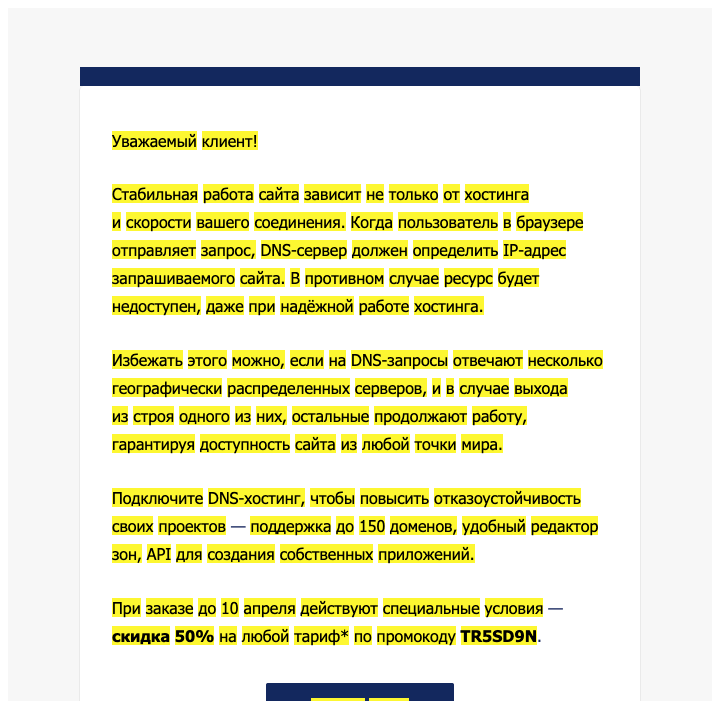 Уважаемый клиент!
Стабильная работа сайта зависит не только от хостинга
и скорости вашего соединения. Когда пользователь в браузере
отправляет запрос, DNS-сервер должен определить IP-адрес
запрашиваемого сайта. В противном случае ресурс будет
недоступен, даже при надёжной работе хостинга.
Избежать этого можно, если на DNS-запросы отвечают несколько
географически распределенных серверов, и в случае выхода
из строя одного из них, остальные продолжают работу,
гарантируя доступность сайта из любой точки мира.
Подключите DNS-хостинг, чтобы повысить отказоустойчивость
своих проектов — поддержка до 150 доменов, удобный редактор
зон, API для создания собственных приложений.
При заказе до 10 апреля действуют специальные условия —
скидка 50% на любой тариф* по промокоду TR5SD9N.